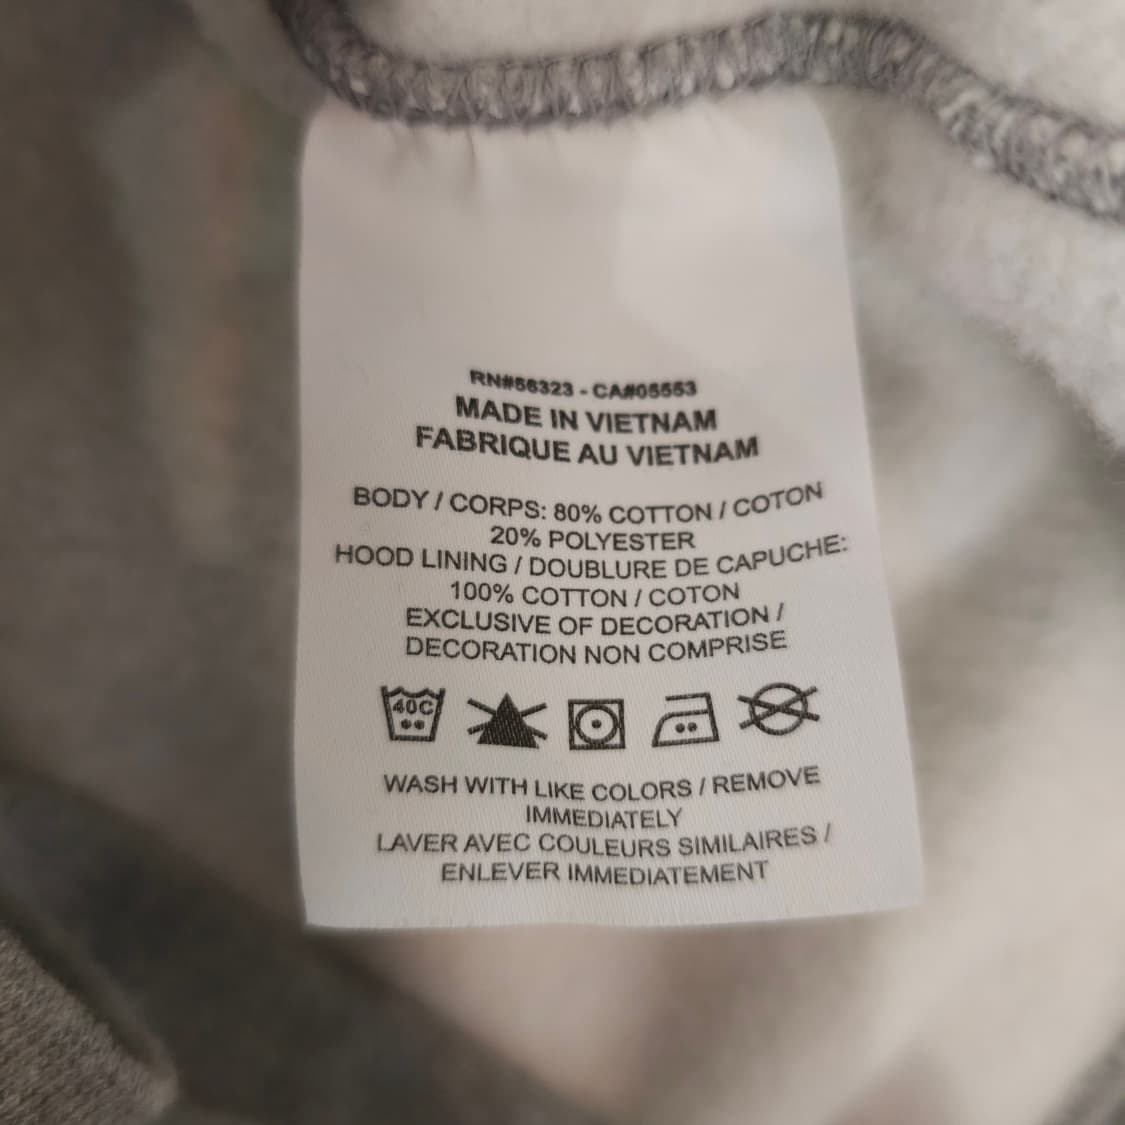 RN#56323 - CA#05553
MADE IN VIETNAM
FABRIQUE AU VIETNAM
BODY / CORPS: 80% COTTON / COTON
20% POLYESTER
HOOD LINING / DOUBLURE DE CAPUCHE:
100% COTTON / COTON
EXCLUSIVE OF DECORATION /
DECORATION NON COMPRISE
40C
WASH WITH LIKE COLORS / REMOVE
IMMEDIATELY
LAVER AVEC COULEURS SIMILAIRES /
ENLEVER IMMEDIATEMENT